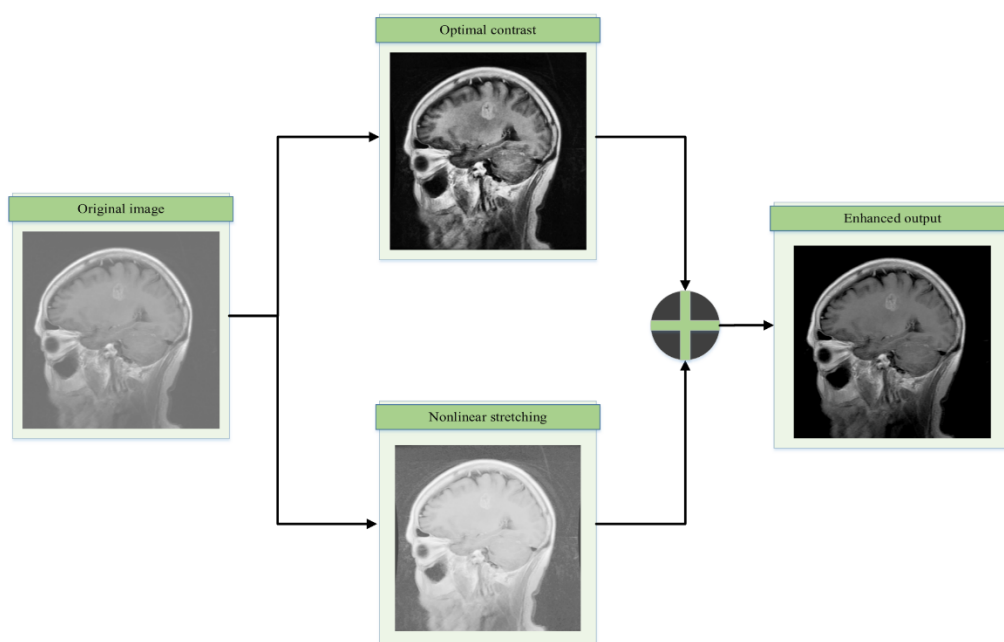 Optimal contrast
Original image
Enhanced output
Nonlinear stretching